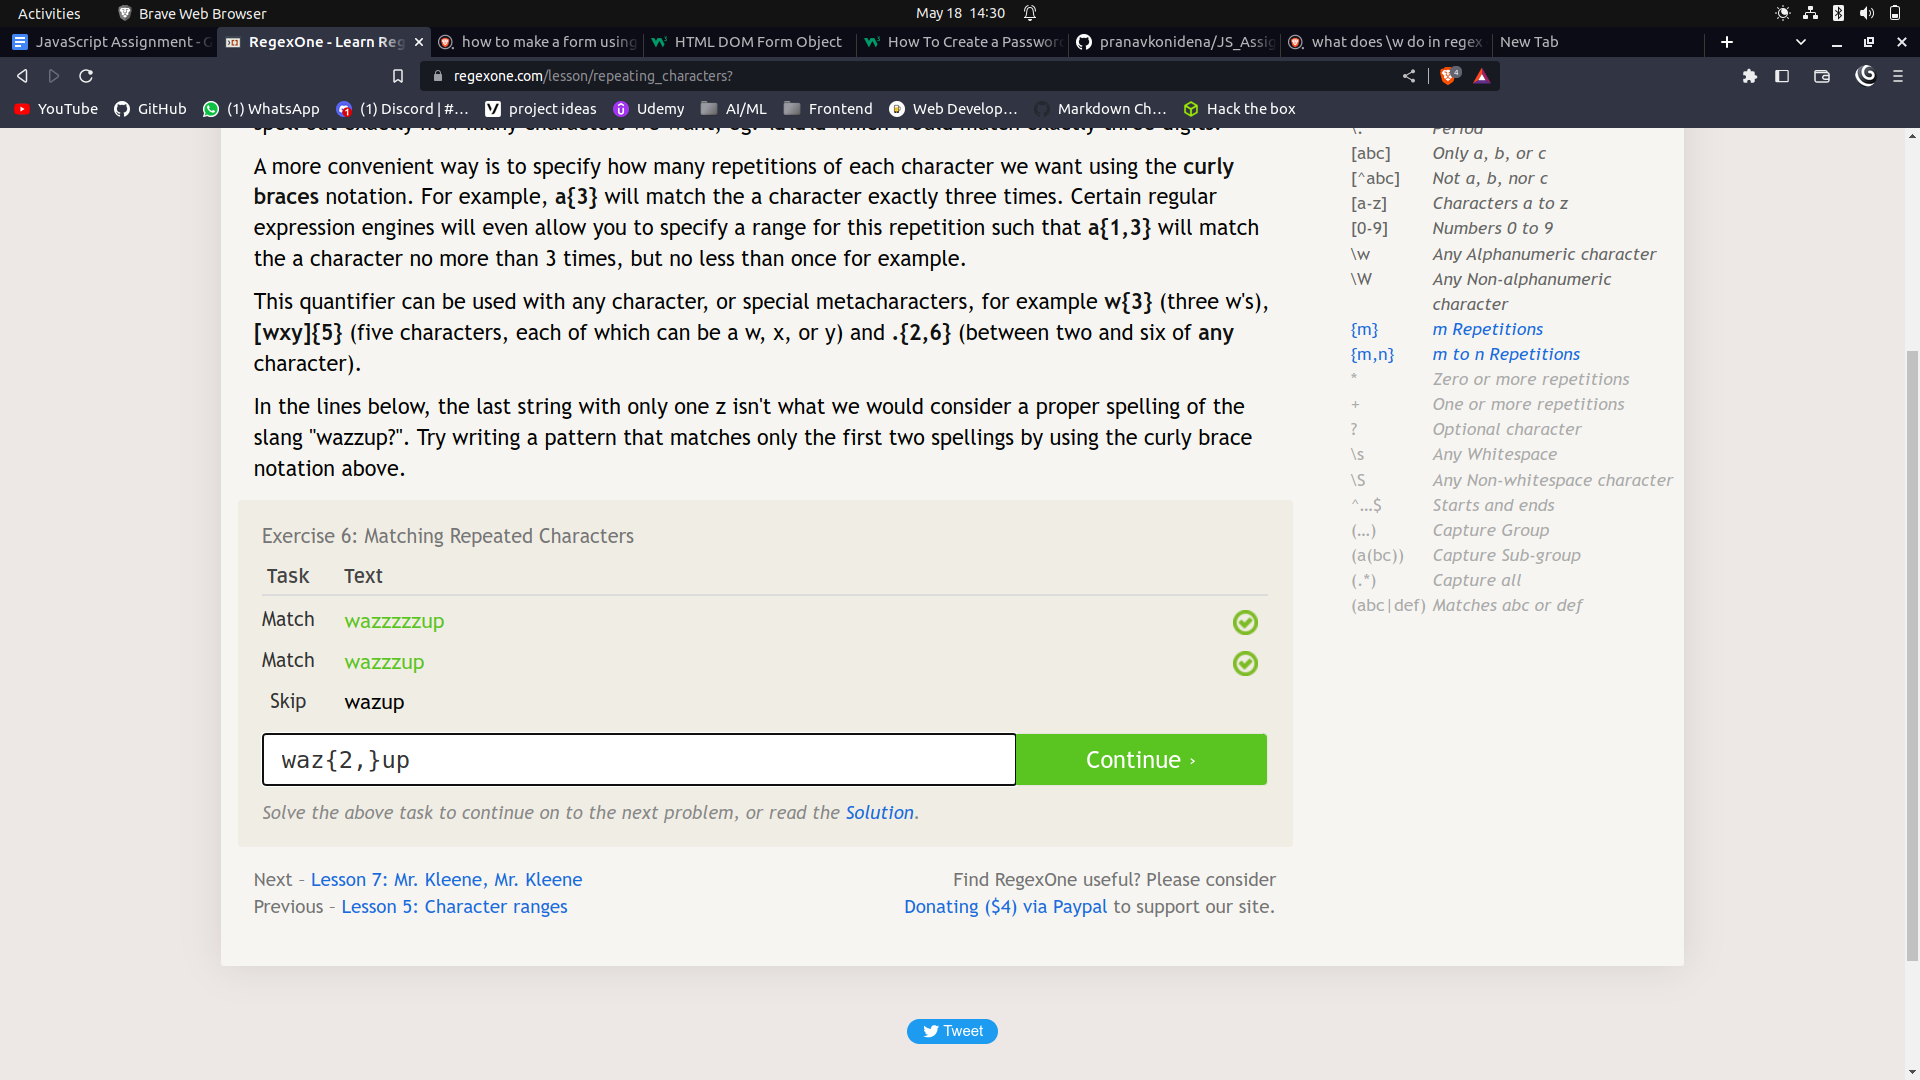 Activities
Brave Web Browser
May 18 14:30
JavaScript Assignment - G
RegexOne - Learn Reg
how to make a form using
HTML DOM Form Object
How To Create a Passwor
pranavkonidena/JS_Assig
what does \w do in regex
New Tab
regexone.com/lesson/repeating_characters?
4
YouTube
GitHub
(1) WhatsApp
(1) Discord | #...
project ideas
Udemy
AI/ML
Frontend
Web Develop...
Markdown Ch...
Hack the box
spell out exactly how many characters we want, eg. \d\d\d which would match exactly three digits.
A more convenient way is to specify how many repetitions of each character we want using the curly
braces notation. For example, a{3} will match the a character exactly three times. Certain regular
expression engines will even allow you to specify a range for this repetition such that a{1,3} will match
the a character no more than 3 times, but no less than once for example.
This quantifier can be used with any character, or special metacharacters, for example w{3} (three w's),
[wxy]{5} (five characters, each of which can be a w, x, or y) and .{2,6} (between two and six of any
character).
In the lines below, the last string with only one z isn't what we would consider a proper spelling of the
slang "wazzup?". Try writing a pattern that matches only the first two spellings by using the curly brace
notation above.
Exercise 6: Matching Repeated Characters
Task Text
Match wazzzzzup
Match wazzzup
Skip wazup
waz{2,}up
Continue ›
Solve the above task to continue on to the next problem, or read the Solution.
Next – Lesson 7: Mr. Kleene, Mr. Kleene
Previous – Lesson 5: Character ranges
Find RegexOne useful? Please consider
Donating ($4) via Paypal to support our site.
\. Period
[abc] Only a, b, or c
[^abc] Not a, b, nor c
[a-z] Characters a to z
[0-9] Numbers 0 to 9
\w Any Alphanumeric character
\W Any Non-alphanumeric
character
{m} m Repetitions
{m,n} m to n Repetitions
* Zero or more repetitions
+ One or more repetitions
? Optional character
\s Any Whitespace
\S Any Non-whitespace character
^...$ Starts and ends
(...) Capture Group
(a(bc)) Capture Sub-group
(.*) Capture all
(abc|def) Matches abc or def
Tweet